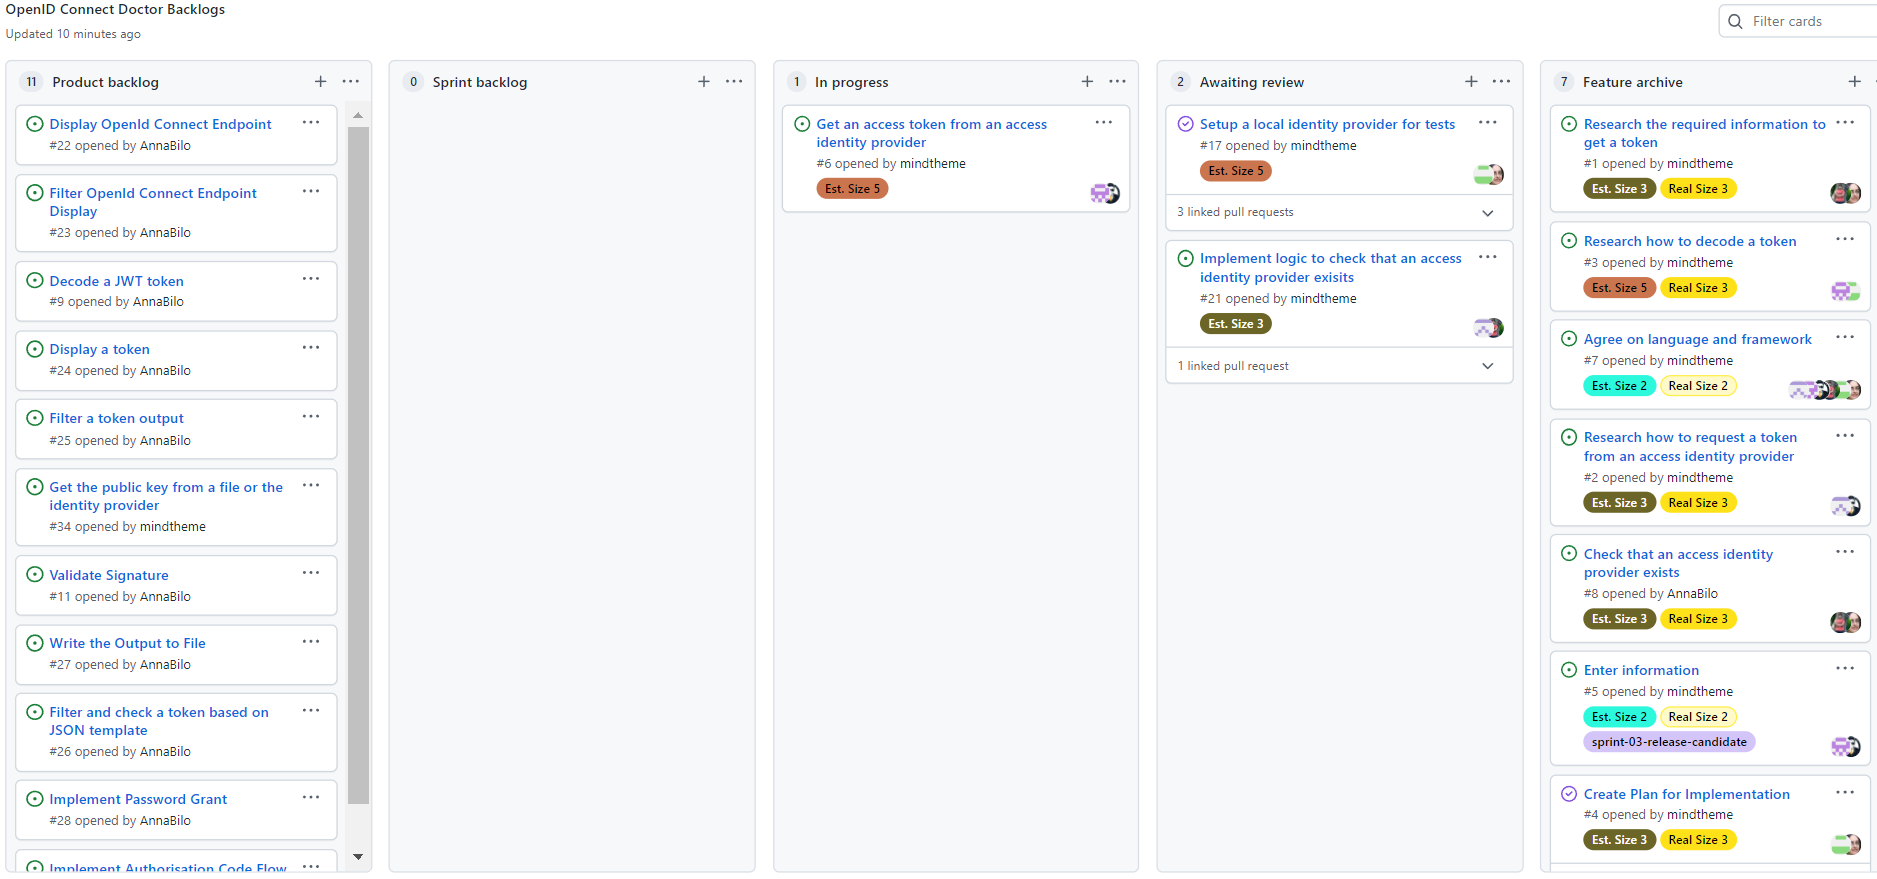 OpenID Connect Doctor Backlogs
Updated 10 minutes ago
Filter cards
11 Product backlog
Display OpenId Connect Endpoint
#22 opened by AnnaBilo
Filter OpenId Connect Endpoint
Display
#23 opened by AnnaBilo
Decode a JWT token
#9 opened by AnnaBilo
Display a token
#24 opened by AnnaBilo
Filter a token output
#25 opened by AnnaBilo
Get the public key from a file or the
identity provider
#34 opened by mindtheme
Validate Signature
#11 opened by AnnaBilo
Write the Output to File
#27 opened by AnnaBilo
Filter and check a token based on
JSON template
#26 opened by AnnaBilo
Implement Password Grant
#28 opened by AnnaBilo
Implement Authorisation Code Flow
0 Sprint backlog
1 In progress
Get an access token from an access
identity provider
#6 opened by mindtheme
Est. Size 5
2 Awaiting review
Setup a local identity provider for tests
#17 opened by mindtheme
Est. Size 5
3 linked pull requests
Implement logic to check that an access
identity provider exisits
#21 opened by mindtheme
Est. Size 3
1 linked pull request
7 Feature archive
Research the required information to
get a token
#1 opened by mindtheme
Est. Size 3 Real Size 3
Research how to decode a token
#3 opened by mindtheme
Est. Size 5 Real Size 3
Agree on language and framework
#7 opened by mindtheme
Est. Size 2 Real Size 2
Research how to request a token
from an access identity provider
#2 opened by mindtheme
Est. Size 3 Real Size 3
Check that an access identity
provider exists
#8 opened by AnnaBilo
Est. Size 3 Real Size 3
Enter information
#5 opened by mindtheme
Est. Size 2 Real Size 2
sprint-03-release-candidate
Create Plan for Implementation
#4 opened by mindtheme
Est. Size 3 Real Size 3